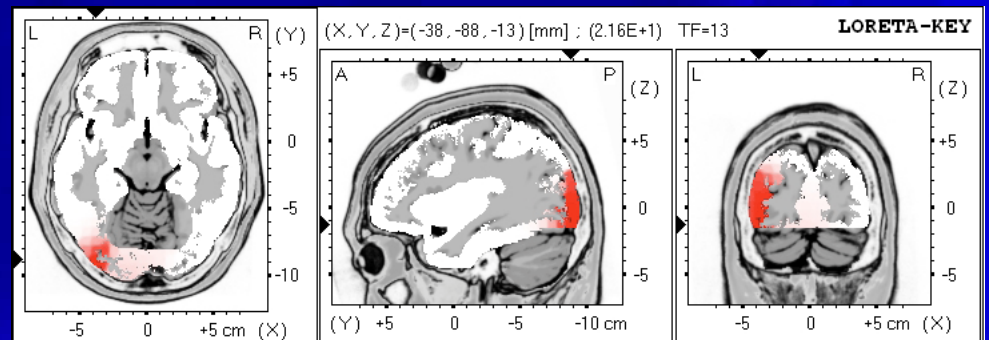 (X, Y, Z)=(-38, -88, -13) [mm] ; (2.16E+1) TF=13 LORETA-KEY
L R (Y)
+5
0
-5
-10
-5 0 +5 cm (X)
A P (Z)
+5
0
-5
(Y) +5 0 -5 -10 cm
L R (Z)
+5
0
-5
-5 0 +5 cm (X)